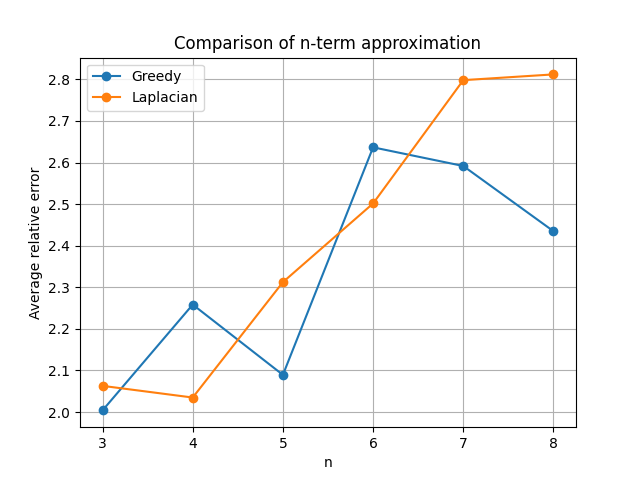 Comparison of n-term approximation
Greedy
Laplacian
Average relative error
2.8
2.7
2.6
2.5
2.4
2.3
2.2
2.1
2.0
3 4 5 6 7 8
n